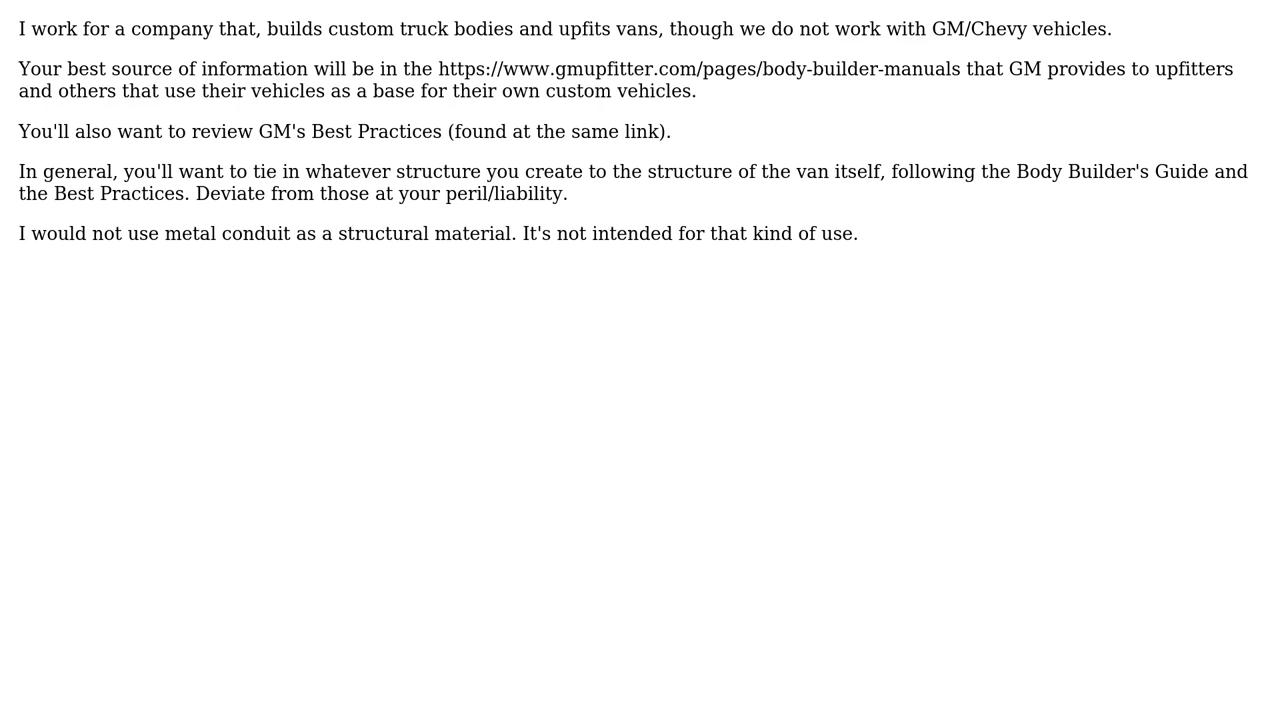 I work for a company that, builds custom truck bodies and upfits vans, though we do not work with GM/Chevy vehicles.
Your best source of information will be in the https://www.gmupfitter.com/pages/body-builder-manuals that GM provides to upfitters
and others that use their vehicles as a base for their own custom vehicles.
You'll also want to review GM's Best Practices (found at the same link).
In general, you'll want to tie in whatever structure you create to the structure of the van itself, following the Body Builder's Guide and
the Best Practices. Deviate from those at your peril/liability.
I would not use metal conduit as a structural material. It's not intended for that kind of use.